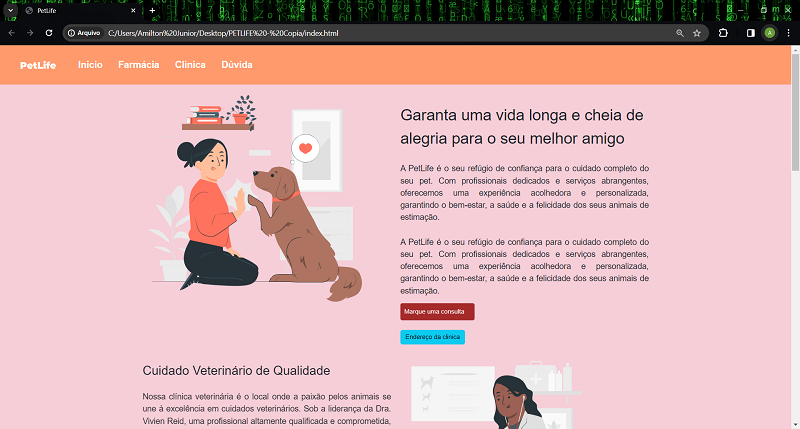 PetLife
Arquivo
C:/Users/Amilton%20Junior/Desktop/PETLIFE%20-%20Copia/index.html
A
PetLife
Inicio
Farmácia
Clinica
Dúvida
Garanta uma vida longa e cheia de
alegria para o seu melhor amigo
A PetLife é o seu refúgio de confiança para o cuidado completo do
seu pet. Com profissionais dedicados e serviços abrangentes,
oferecemos uma experiência acolhedora e personalizada,
garantindo o bem-estar, a saúde e a felicidade dos seus animais de
estimação.
A PetLife é o seu refúgio de confiança para o cuidado completo do
seu pet. Com profissionais dedicados e serviços abrangentes,
oferecemos uma experiência acolhedora e personalizada,
garantindo o bem-estar, a saúde e a felicidade dos seus animais de
estimação.
Marque uma consulta
Endereço da clinica
Cuidado Veterinário de Qualidade
Nossa clínica veterinária é o local onde a paixão pelos animais se
une à excelência em cuidados veterinários. Sob a liderança da Dra.
Vivien Reid, uma profissional altamente qualificada e comprometida,